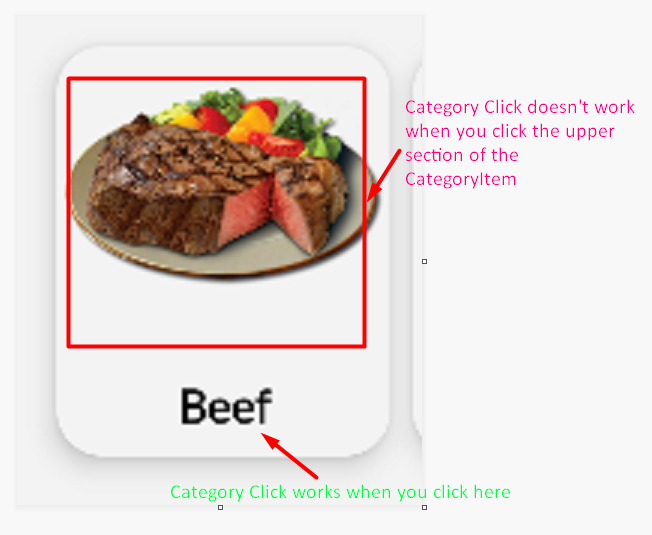 Category Click doesn't work
when you click the upper
section of the
CategoryItem
Beef
Category Click works when you click here